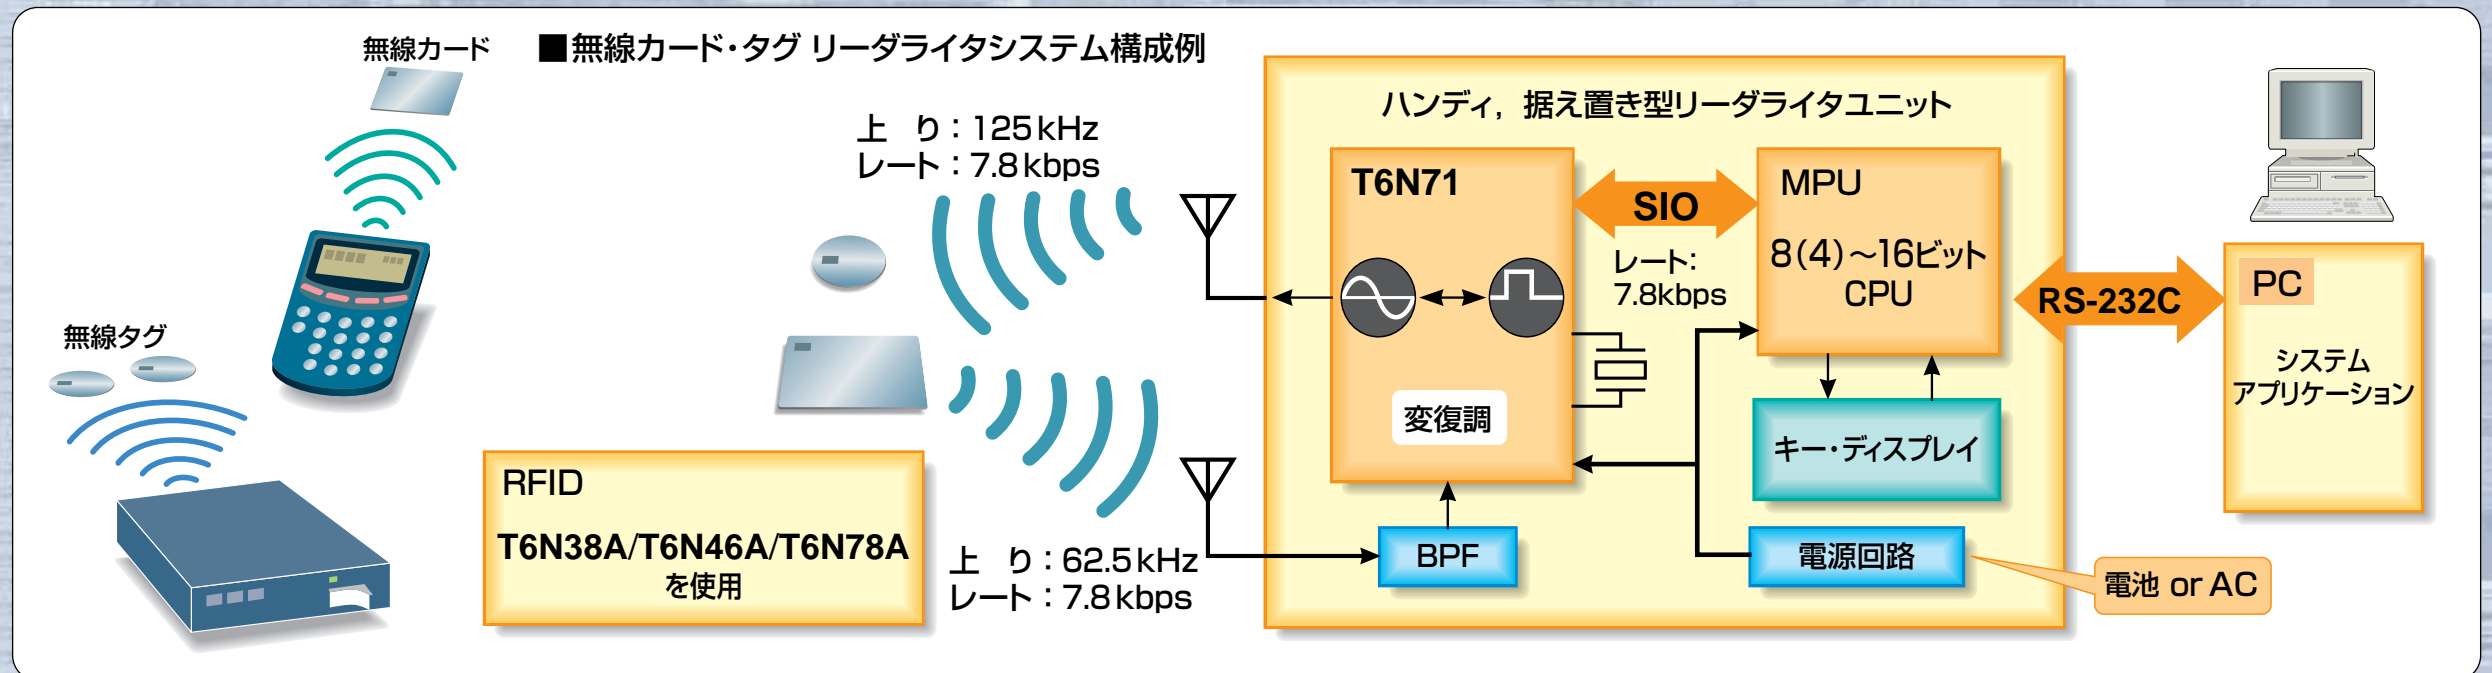 無線カード
■無線カード・タグ リーダライタシステム構成例
上　り：125kHz
レート：7.8kbps
無線タグ
RFID
T6N38A/T6N46A/T6N78A
を使用
上　り：62.5kHz
レート：7.8kbps
ハンディ，据え置き型リーダライタユニット
T6N71
変復調
SIO
レート：
7.8kbps
MPU
8(4)～16ビット
CPU
キー・ディスプレイ
BPF
電源回路
電池 or AC
RS-232C
PC
システム
アプリケーション